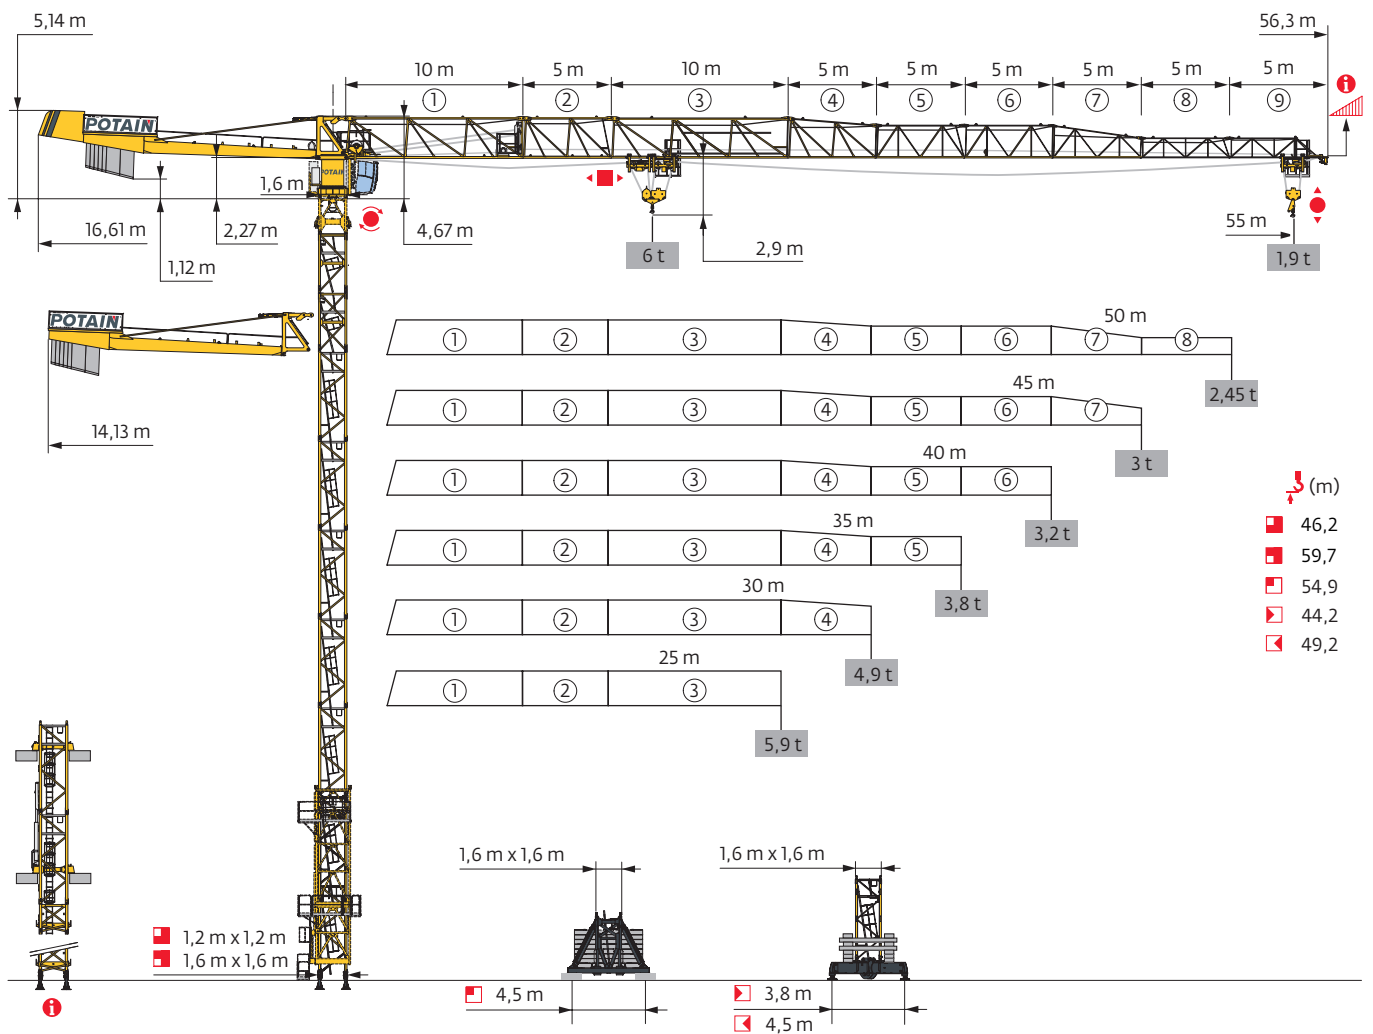 5,14 m
56,3 m
10 m 5 m 10 m 5 m 5 m 5 m 5 m 5 m 5 m
1 2 3 4 5 6 7 8 9
i
POTAIN
POTAIN
1,6 m
16,61 m
2,27 m
4,67 m
1,12 m
6 t
2,9 m
55 m
1,9 t
POTAIN
14,13 m
50 m
1 2 3 4 5 6 7 8
2,45 t
45 m
1 2 3 4 5 6 7
3 t
40 m
1 2 3 4 5 6
3,2 t
35 m
1 2 3 4 5
3,8 t
30 m
1 2 3 4
4,9 t
25 m
1 2 3
5,9 t
(m)
46,2
59,7
54,9
44,2
49,2
1,2 m x 1,2 m
1,6 m x 1,6 m
i
1,6 m x 1,6 m
4,5 m
1,6 m x 1,6 m
3,8 m
4,5 m